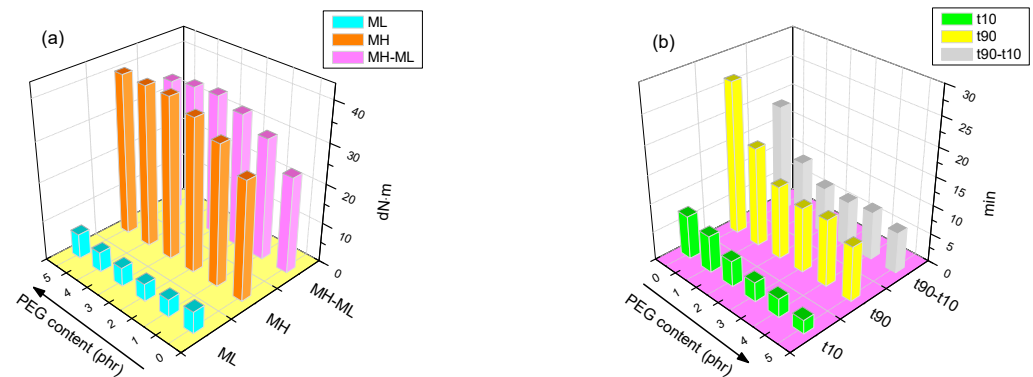 (a)
ML
MH
MH-ML
40
30
20
10
0
dN·m
5
4
3
2
1
0
PEG content (phr)
ML
MH
MH-ML
(b)
t10
t90
t90-t10
30
25
20
15
10
5
0
min
0
1
2
3
4
5
PEG content (phr)
t10
t90
t90-t10